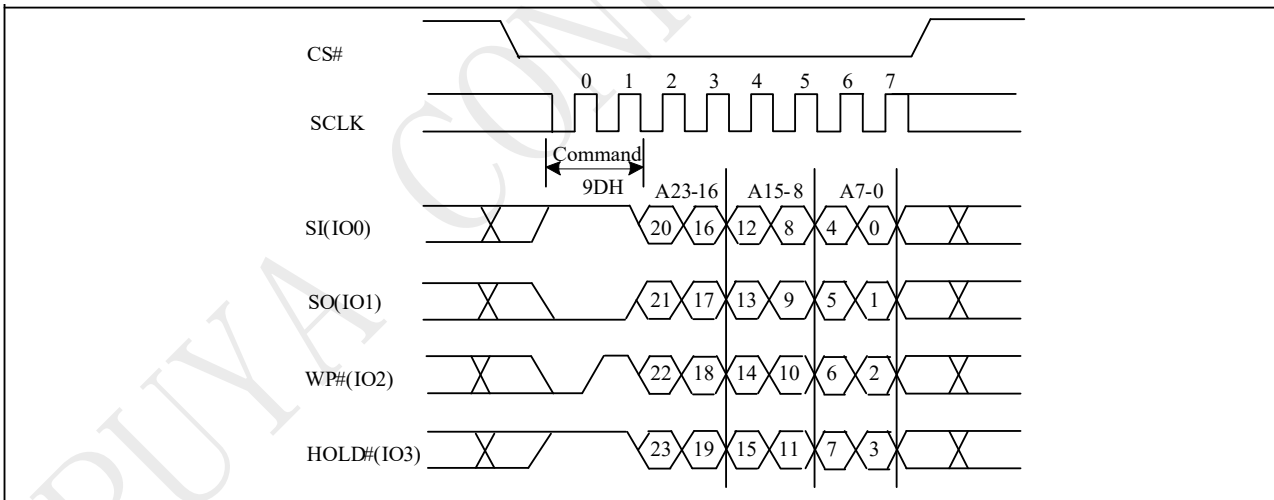 CS#
0 1 2 3 4 5 6 7
SCLK
Command
9DH A23-16 A15-8 A7-0
SI(IO0) 20 16 12 8 4 0
SO(IO1) 21 17 13 9 5 1
WP#(IO2) 22 18 14 10 6 2
HOLD#(IO3) 23 19 15 11 7 3
PUYA